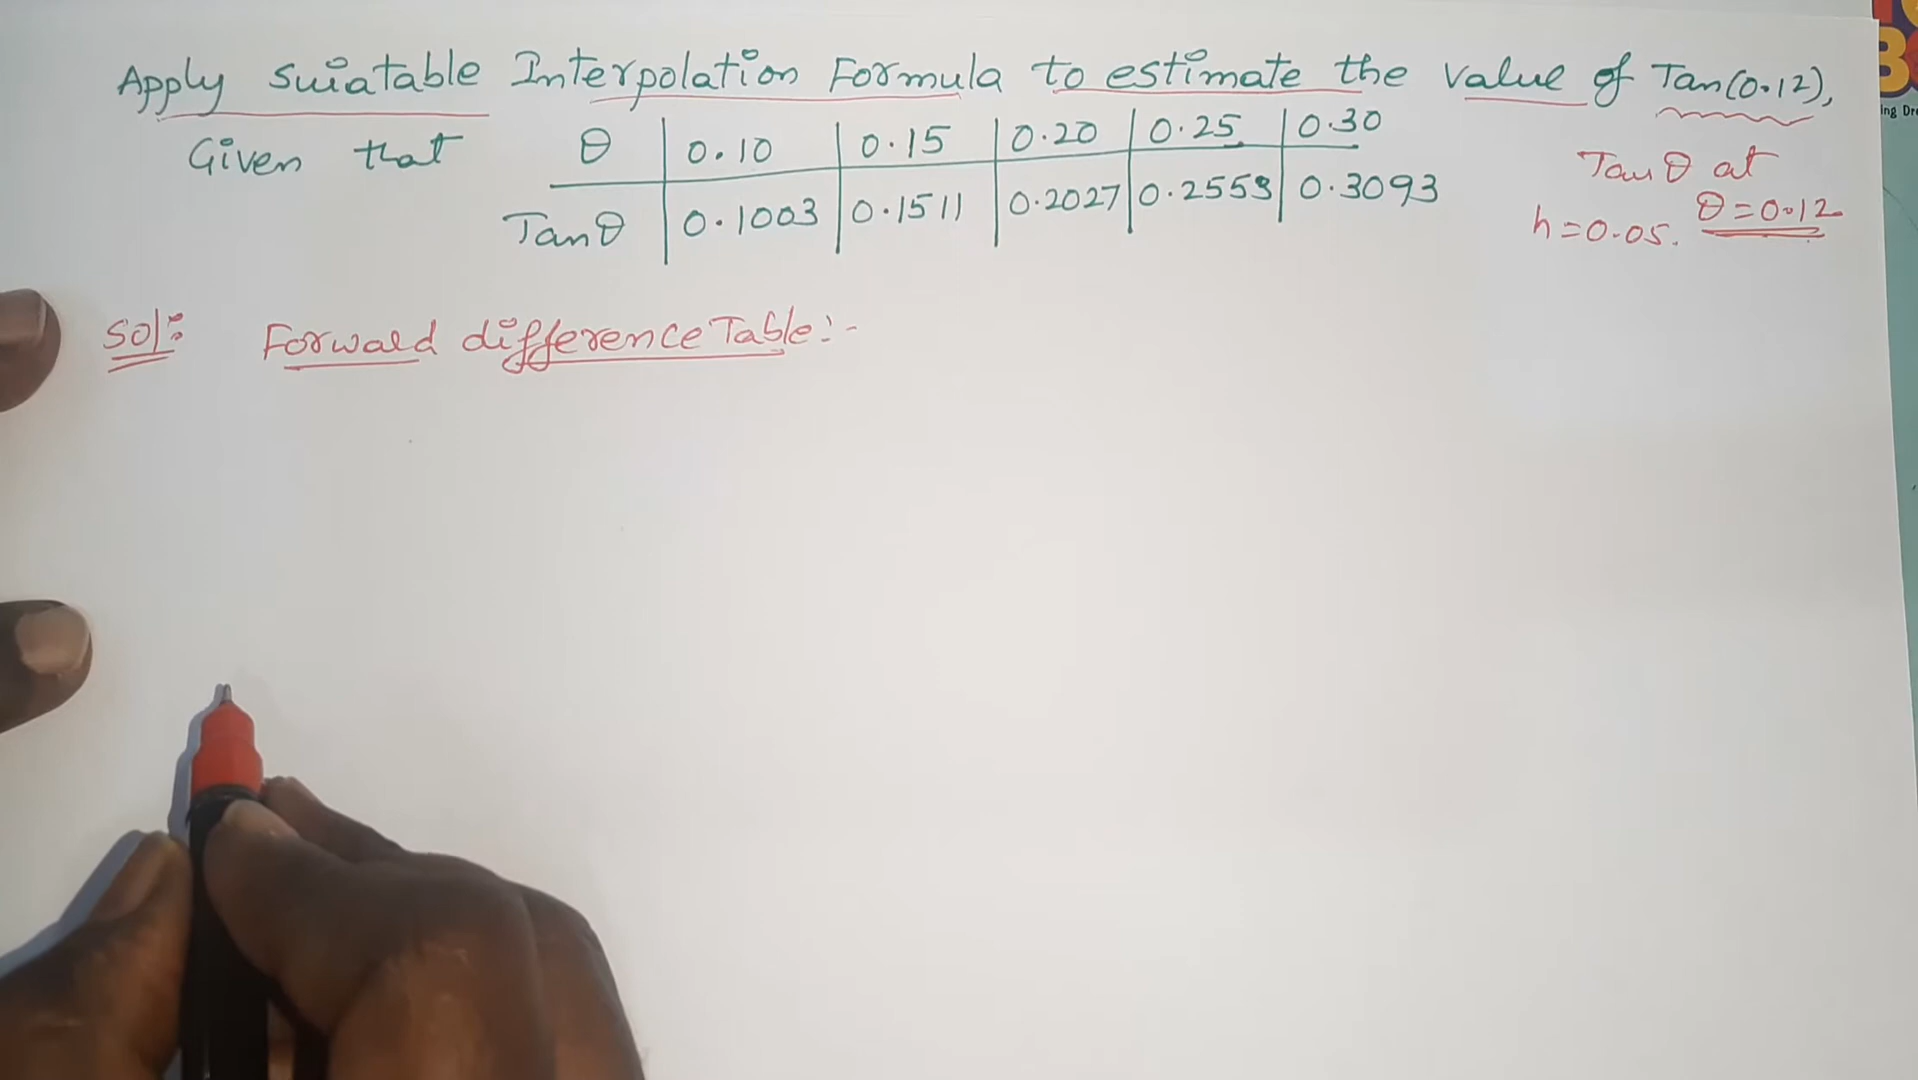 Apply suiatable Interpolation Formula to estimate the value of Tan(0.12),
Given that θ 0.10 0.15 0.20 0.25 0.30
Tanθ 0.1003 0.1511 0.2027 0.2553 0.3093
Tanθ at
h=0.05. θ=0.12
Sol: Forward difference Table:-